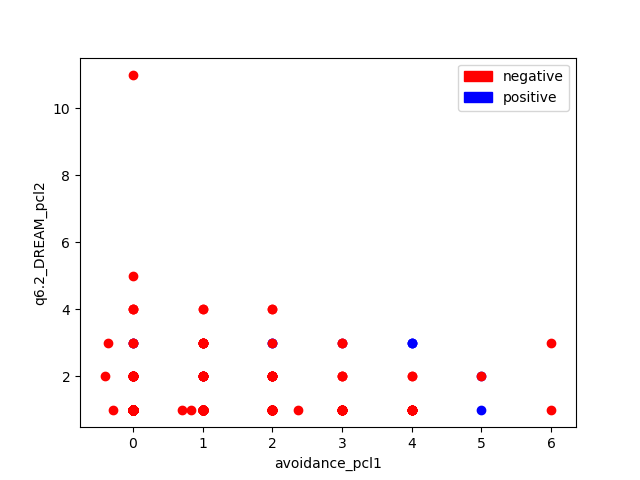 negative
positive
10
8
6
4
2
q6.2_DREAM_pcl2
0 1 2 3 4 5 6
avoidance_pcl1